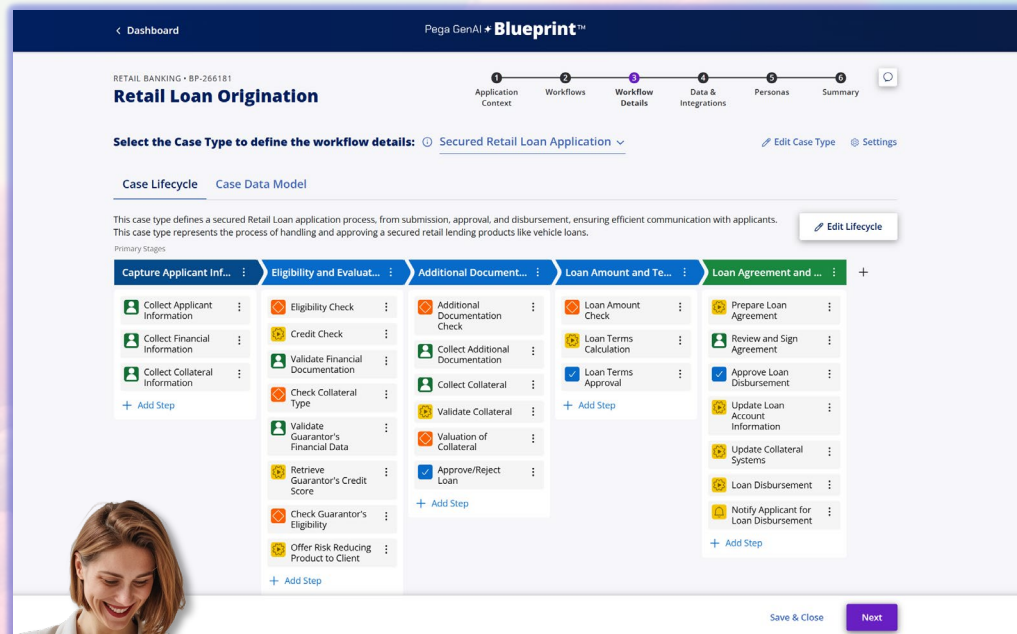 Dashboard
Pega GenAI Blueprint™
RETAIL BANKING • BP-266181
Retail Loan Origination
1
Application
Context
2
Workflows
3
Workflow
Details
4
Data &
Integrations
5
Personas
6
Summary
Select the Case Type to define the workflow details:
Secured Retail Loan Application
Edit Case Type
Settings
Case Lifecycle
Case Data Model
This case type defines a secured Retail Loan application process, from submission, approval, and disbursement, ensuring efficient communication with applicants.
This case type represents the process of handling and approving a secured retail lending products like vehicle loans.
Edit Lifecycle
Primary Stages
Capture Applicant Inf...
Collect Applicant
Information
Collect Financial
Information
Collect Collateral
Information
+ Add Step
Eligibility and Evaluat...
Eligibility Check
Credit Check
Validate Financial
Documentation
Check Collateral
Type
Validate
Guarantor's
Financial Data
Retrieve
Guarantor's Credit
Score
Check Guarantor's
Eligibility
Offer Risk Reducing
Product to Client
+ Add Step
Additional Document...
Additional
Documentation
Check
Collect Additional
Documentation
Collect Collateral
Validate Collateral
Valuation of
Collateral
Approve/Reject
Loan
+ Add Step
Loan Amount and Te...
Loan Amount
Check
Loan Terms
Calculation
Loan Terms
Approval
+ Add Step
Loan Agreement and ...
Prepare Loan
Agreement
Review and Sign
Agreement
Approve Loan
Disbursement
Update Loan
Account
Information
Update Collateral
Systems
Loan Disbursement
Notify Applicant for
Loan Disbursement
+ Add Step
+
Save & Close
Next